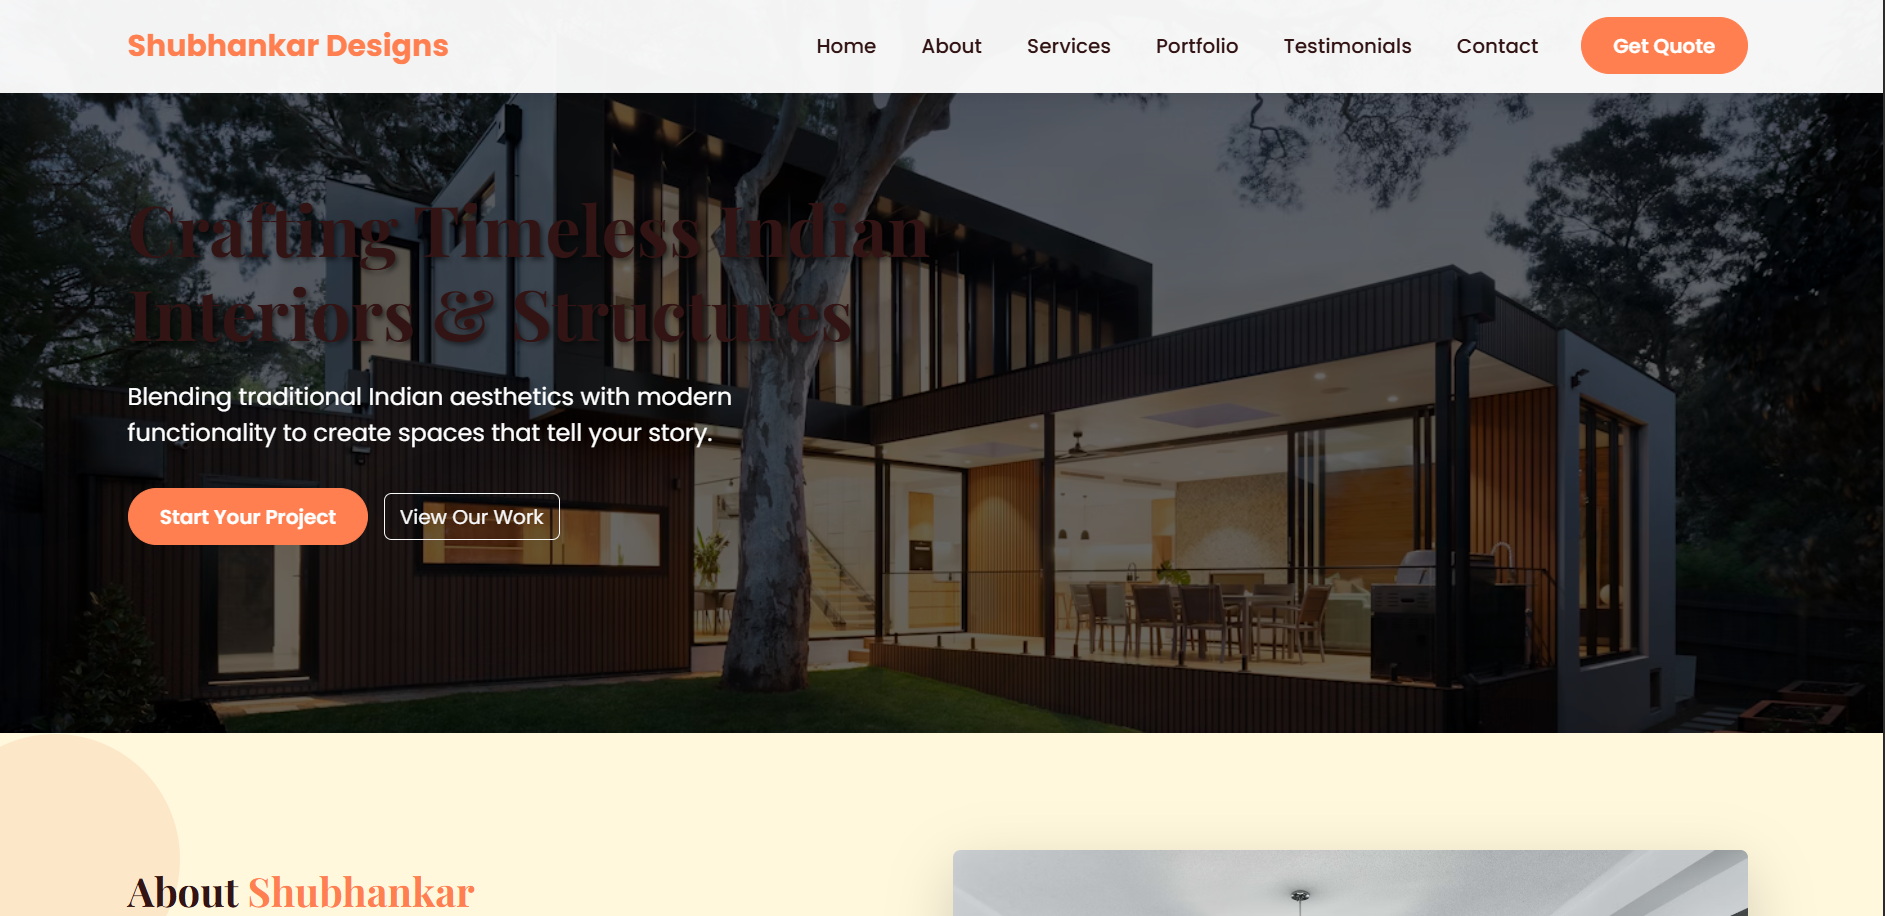 Shubhankar Designs
Home About Services Portfolio Testimonials Contact Get Quote
Crafting Timeless Indian
Interiors & Structures
Blending traditional Indian aesthetics with modern
functionality to create spaces that tell your story.
Start Your Project View Our Work
About Shubhankar